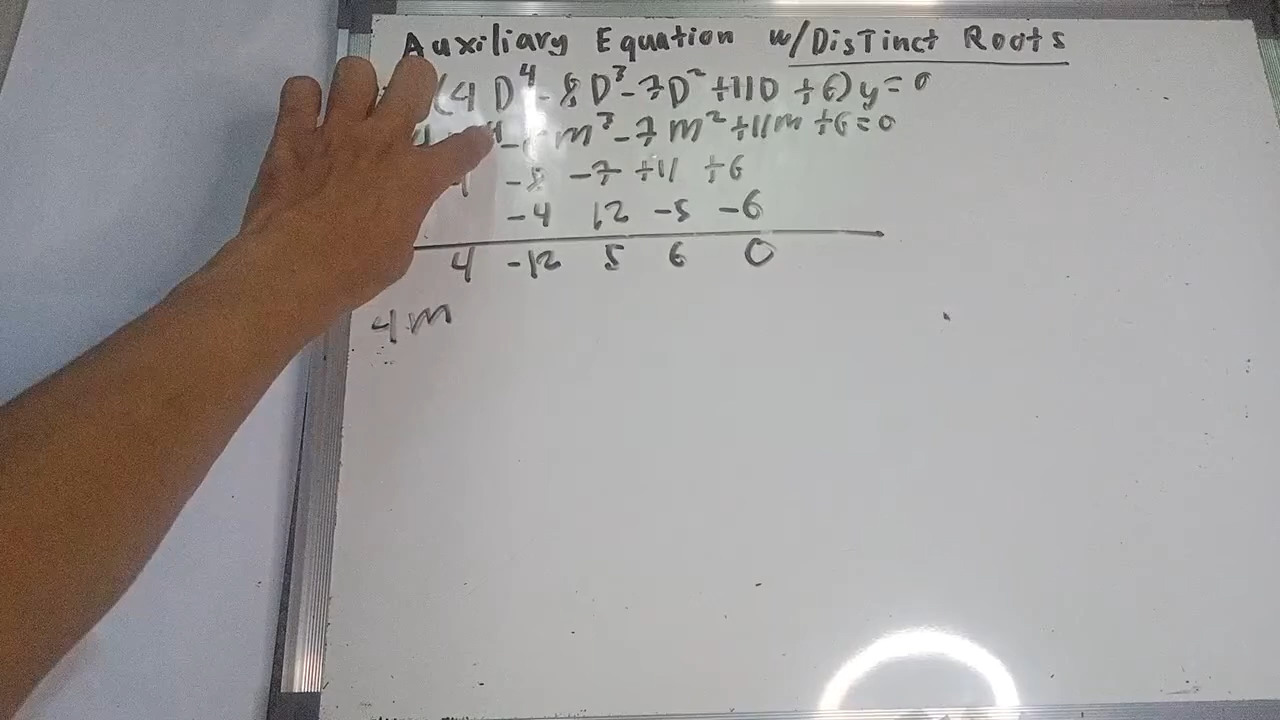 Auxiliary Equation w/Distinct Roots
(4D⁴ - 8D³ - 7D² + 11D + 6)y = 0
m³ - 7m² + 11m + 6 = 0
4 -8 -7 +11 +6
-4 12 -5 -6
4 -12 5 6 0
4m